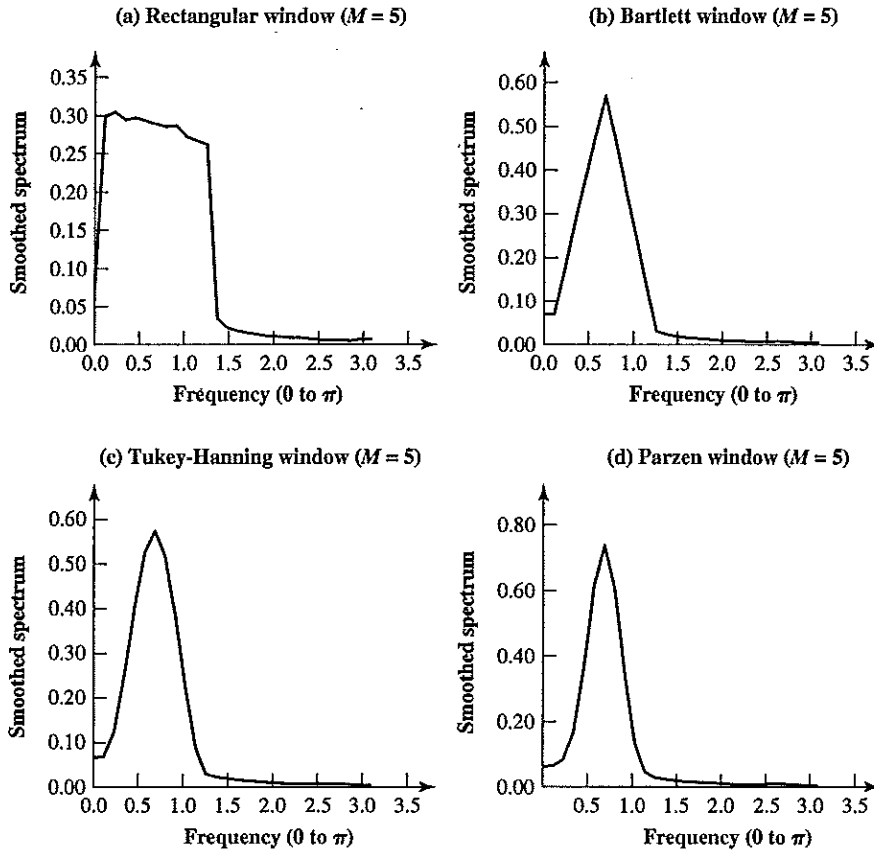 (a) Rectangular window (M = 5)
Smoothed spectrum
0.35
0.30
0.25
0.20
0.15
0.10
0.05
0.00
0.0 0.5 1.0 1.5 2.0 2.5 3.0 3.5
Frequency (0 to π)
(b) Bartlett window (M = 5)
Smoothed spectrum
0.60
0.50
0.40
0.30
0.20
0.10
0.00
0.0 0.5 1.0 1.5 2.0 2.5 3.0 3.5
Frequency (0 to π)
(c) Tukey-Hanning window (M = 5)
Smoothed spectrum
0.60
0.50
0.40
0.30
0.20
0.10
0.00
0.0 0.5 1.0 1.5 2.0 2.5 3.0 3.5
Frequency (0 to π)
(d) Parzen window (M = 5)
Smoothed spectrum
0.80
0.60
0.40
0.20
0.00
0.5 1.0 1.5 2.0 2.5 3.0 3.5
Frequency (0 to π)